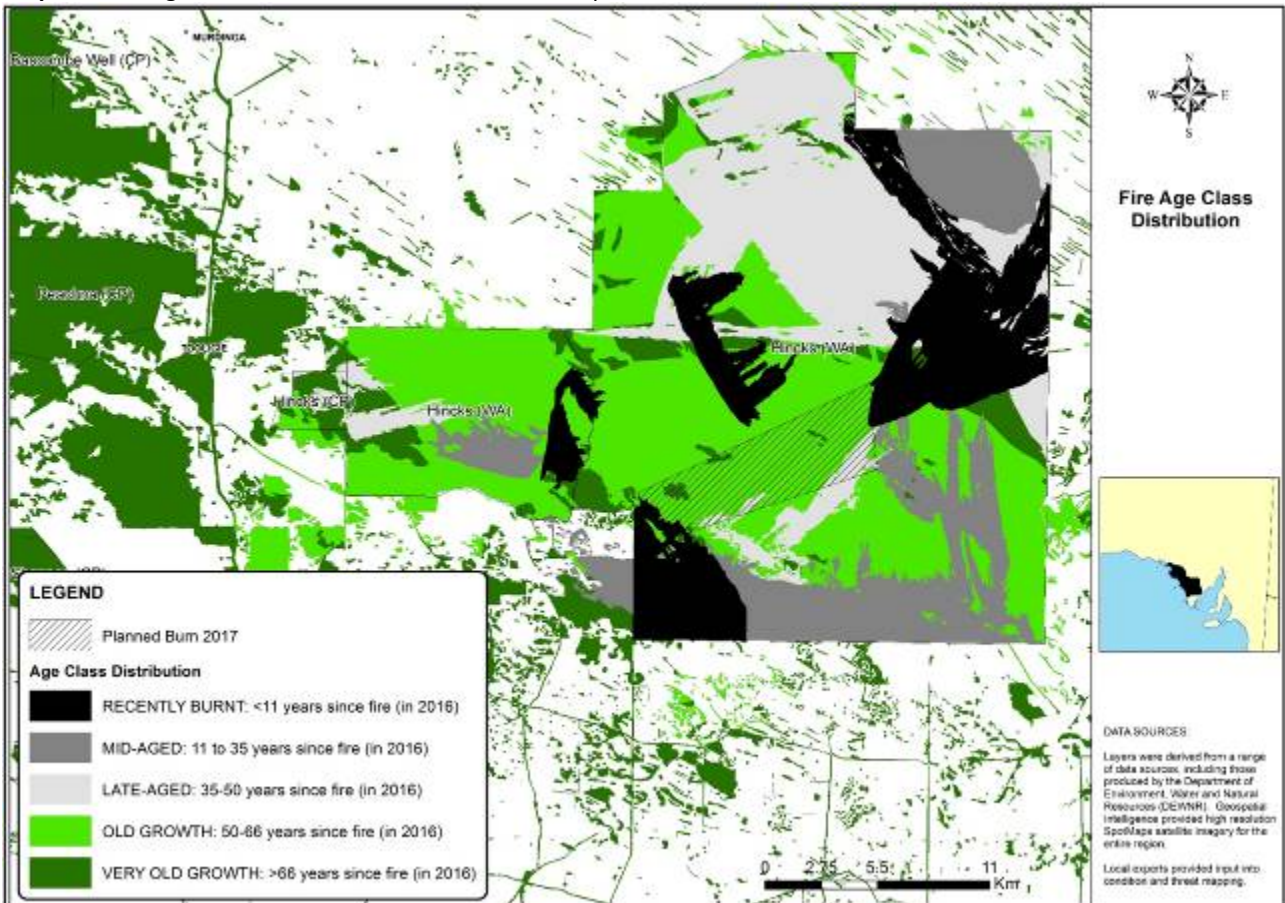 MURDINGA
Well (CP)
(CP)
Hincks (CP)
Hincks (WA)
Hincks (WA)
N
W
E
S
Fire Age Class
Distribution
LEGEND
Planned Burn 2017
Age Class Distribution
RECENTLY BURNT: <11 years since fire (in 2016)
MID-AGED: 11 to 35 years since fire (in 2016)
LATE-AGED: 35-50 years since fire (in 2016)
OLD GROWTH: 50-66 years since fire (in 2016)
VERY OLD GROWTH: >66 years since fire (in 2016)
0 2.75 5.5 11
Km
DATA SOURCES:
Layers were derived from a range
of data sources, including those
produced by the Department of
Environment, Water and Natural
Resources (DEWNR). Geospatial
Intelligence provided high resolution
SpotMaps satellite imagery for the
entire region.
Local experts provided input into
condition and threat mapping.